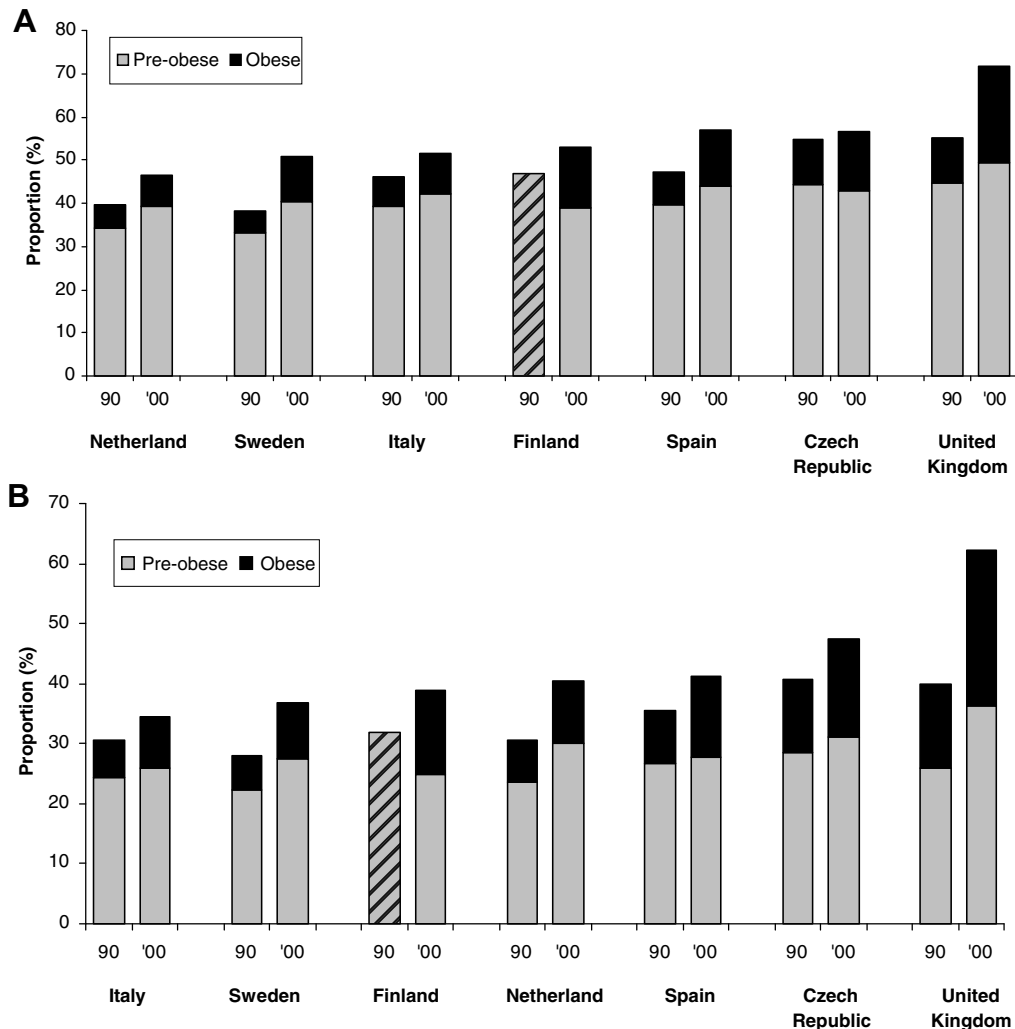 A
80
Pre-obese Obese
70
60
50
40
30
20
10
0
Proportion (%)
90 '00 90 '00 90 '00 90 '00 90 '00 90 '00 90 '00
Netherland Sweden Italy Finland Spain Czech United
Republic Kingdom
B
70
60
Pre-obese Obese
50
40
30
20
10
0
Proportion (%)
90 '00 90 '00 90 '00 90 '00 90 '00 90 '00 90 '00
Italy Sweden Finland Netherland Spain Czech United
Republic Kingdom